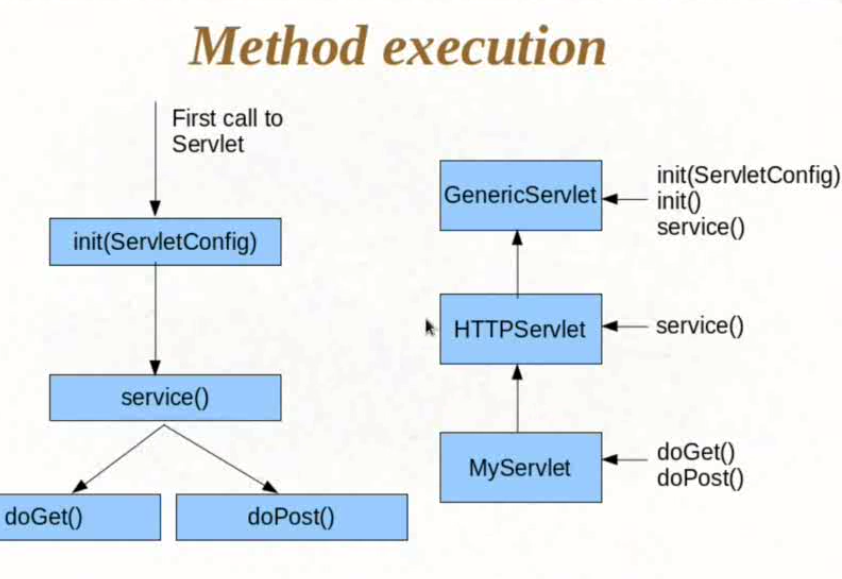 Method execution
First call to
Servlet
init(ServletConfig)
service()
doGet()
doPost()
GenericServlet
init(ServletConfig)
init()
service()
HTTPServlet
service()
MyServlet
doGet()
doPost()